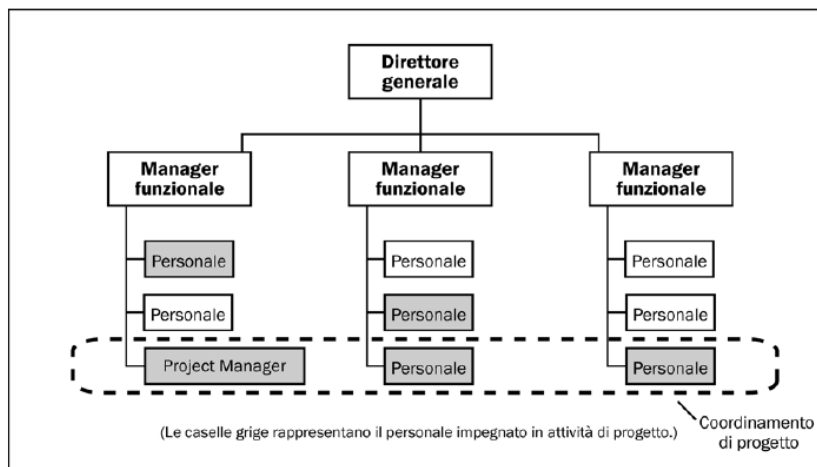 Direttore
generale
Manager
funzionale
Manager
funzionale
Manager
funzionale
Personale
Personale
Personale
Personale
Personale
Personale
Project Manager
Personale
Personale
(Le caselle grige rappresentano il personale impegnato in attività di progetto.)
Coordinamento
di progetto